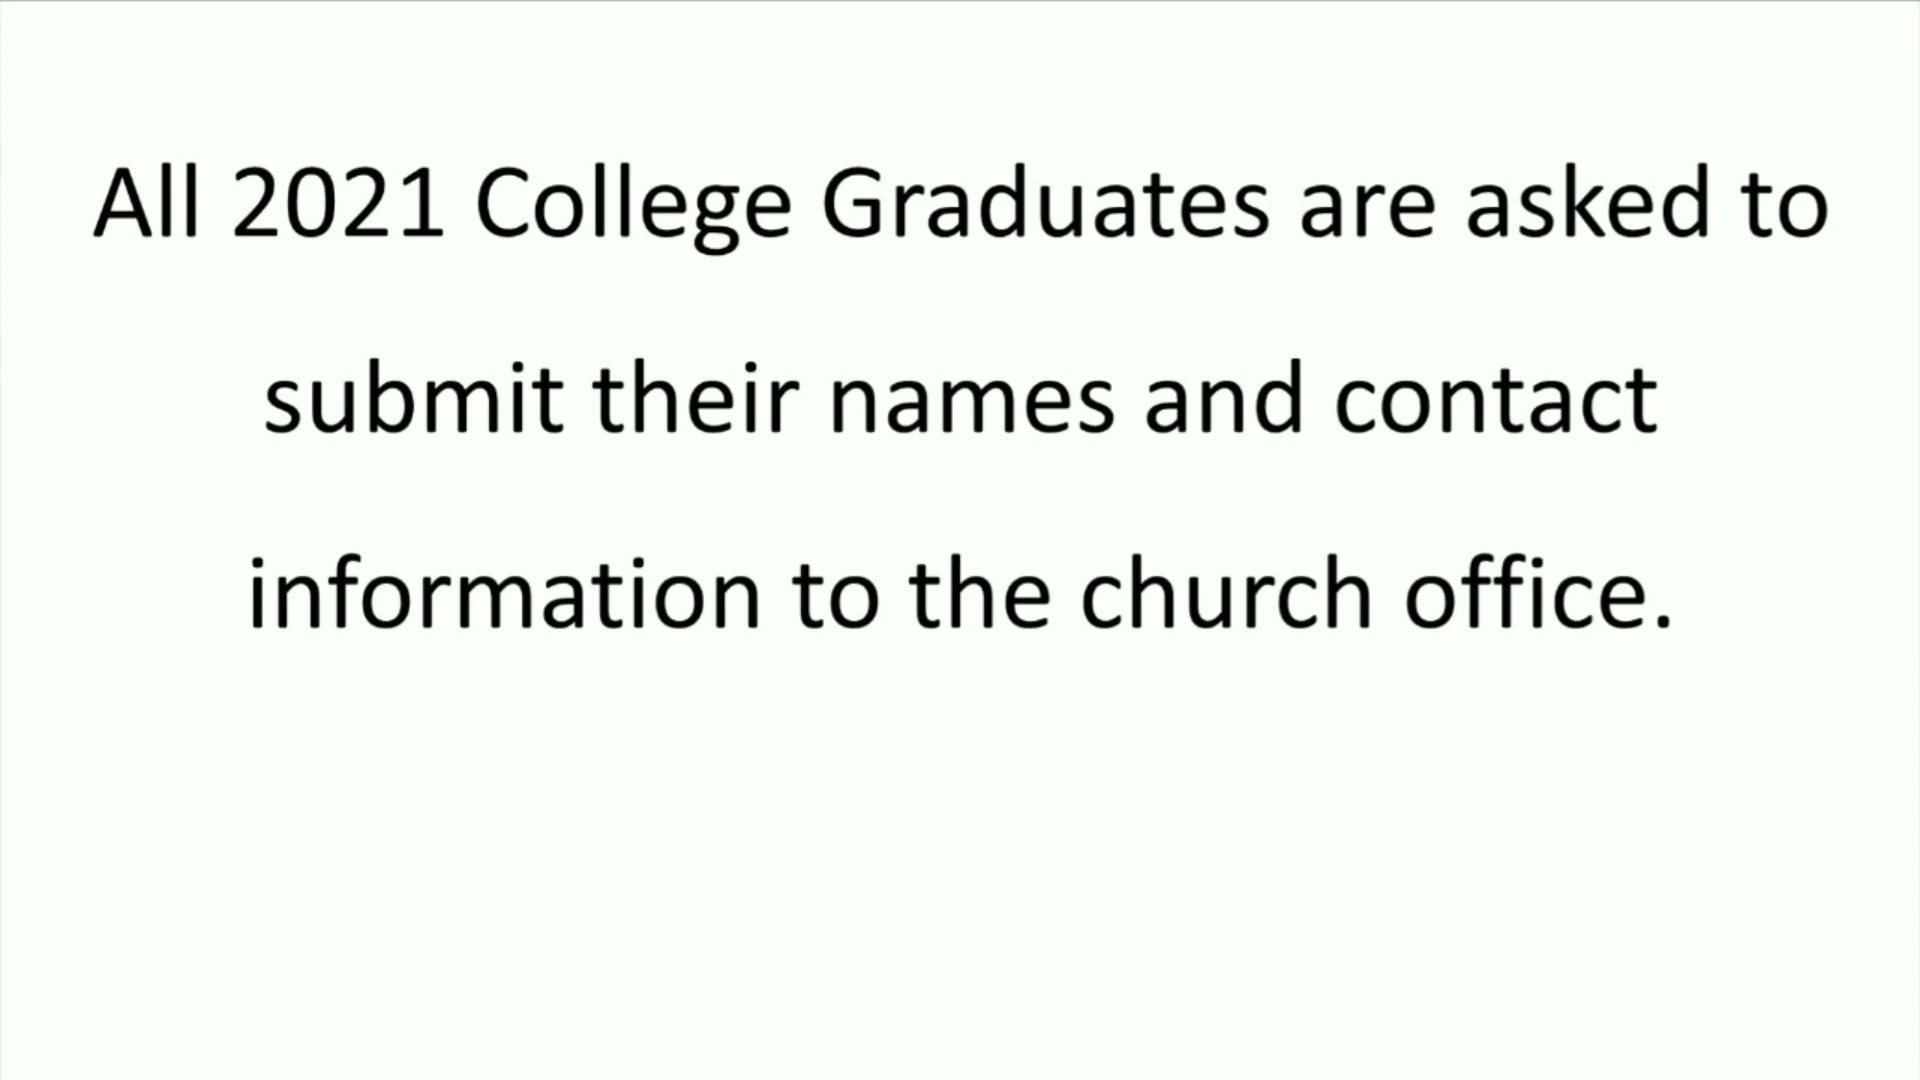 All 2021 College Graduates are asked to
submit their names and contact
information to the church office.